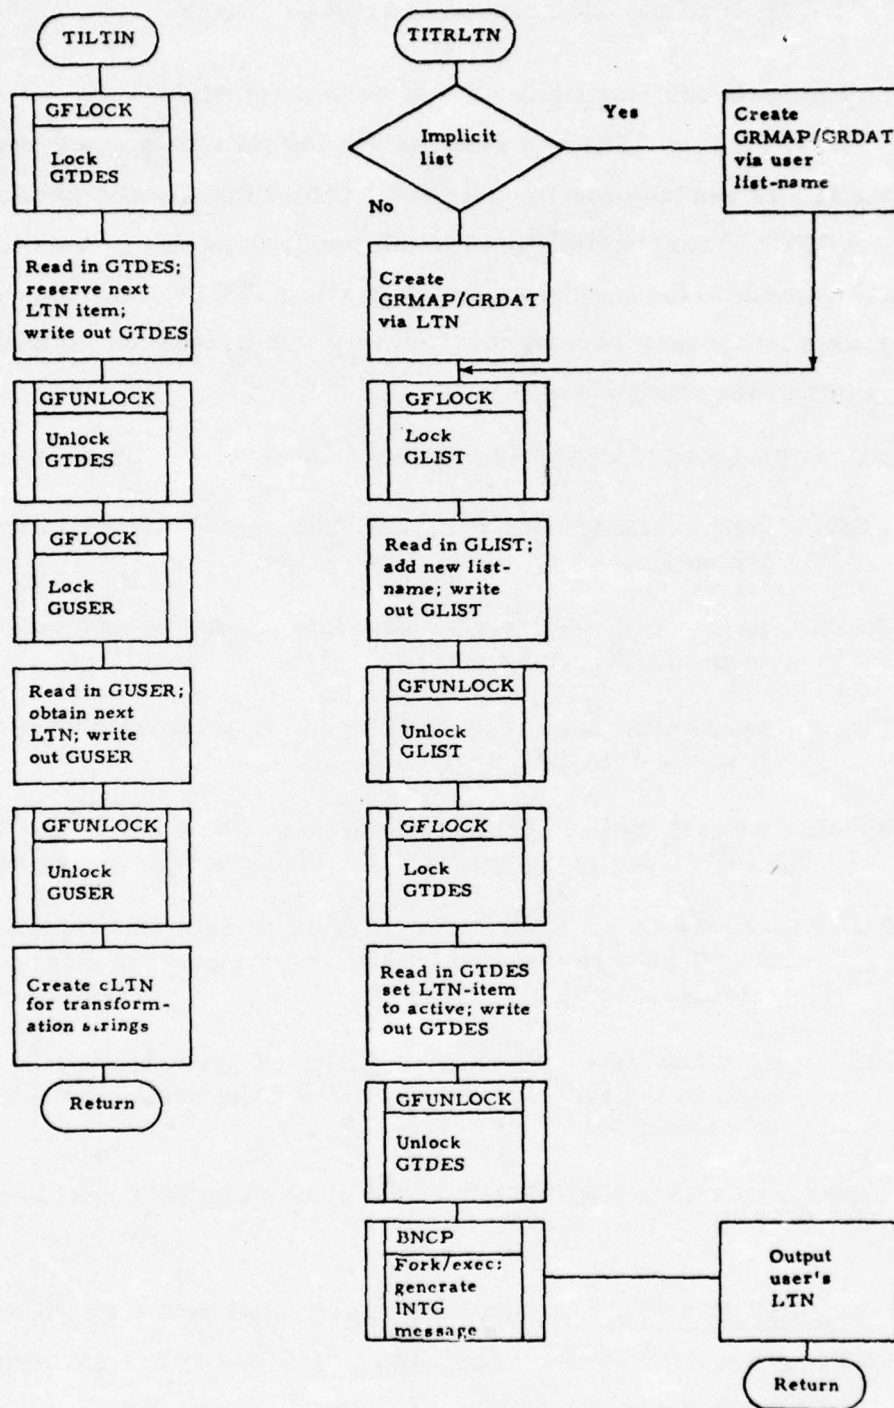 TILTIN
GFLOCK
Lock
GTDES
Read in GTDES;
reserve next
LTN item;
write out GTDES
GFUNLOCK
Unlock
GTDES
GFLOCK
Lock
GUSER
Read in GUSER;
obtain next
LTN; write
out GUSER
GFUNLOCK
Unlock
GUSER
Create cLTN
for transform-
ation strings
Return
TITRLTN
Implicit
list
Yes
No
Create
GRMAP/GRDAT
via user
list-name
Create
GRMAP/GRDAT
via LTN
GFLOCK
Lock
GLIST
Read in GLIST;
add new list-
name; write
out GLIST
GFUNLOCK
Unlock
GLIST
GFLOCK
Lock
GTDES
Read in GTDES
set LTN-item
to active; write
out GTDES
GFUNLOCK
Unlock
GTDES
BNCP
Fork/exec:
generate
INTG
message
Output
user's
LTN
Return